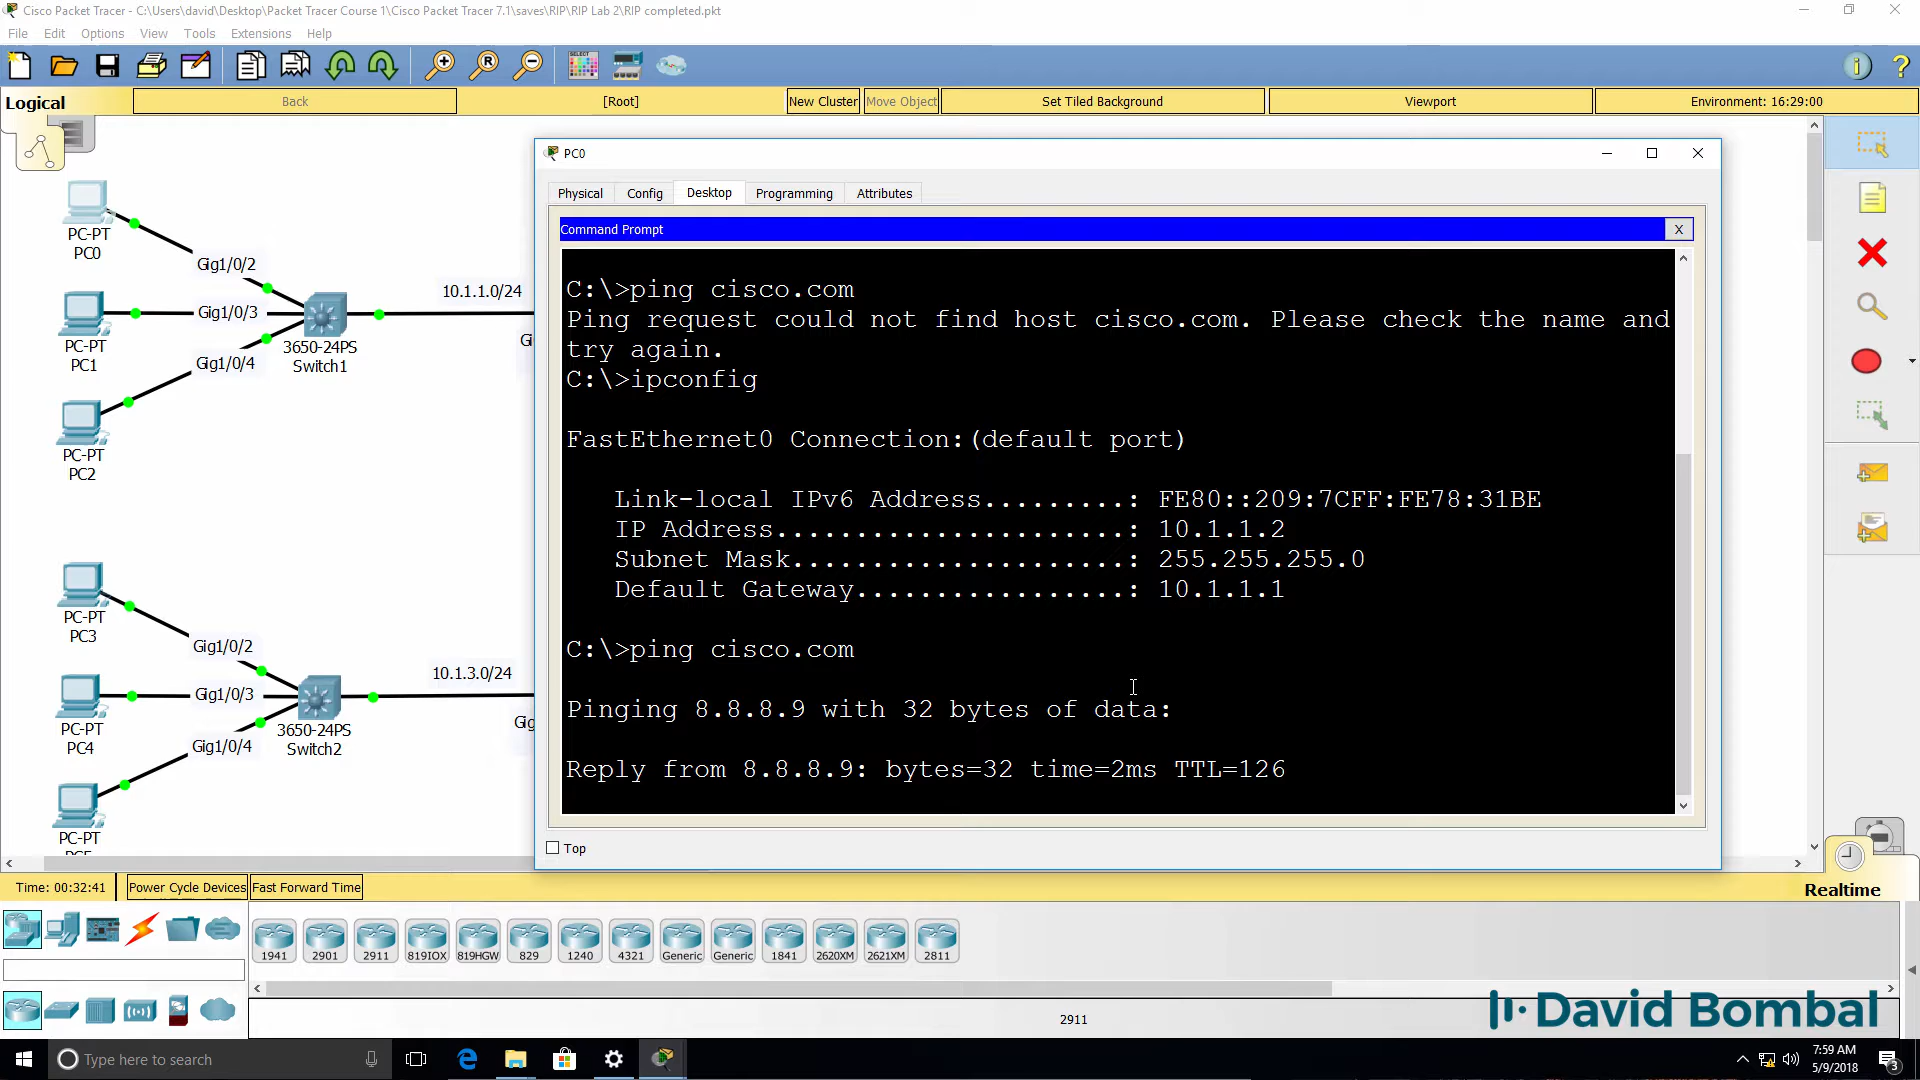 Cisco Packet Tracer - C:\Users\david\Desktop\Packet Tracer Course 1\Cisco Packet Tracer 7.1\saves\RIP\RIP Lab 2\RIP completed.pkt
File Edit Options View Tools Extensions Help
Logical Back [Root] New Cluster Move Object Set Tiled Background Viewport Environment: 16:29:00
PC0
Physical Config Desktop Programming Attributes
Command Prompt X
C:\>ping cisco.com
Ping request could not find host cisco.com. Please check the name and
try again.
C:\>ipconfig
FastEthernet0 Connection:(default port)
Link-local IPv6 Address.........: FE80::209:7CFF:FE78:31BE
IP Address......................: 10.1.1.2
Subnet Mask.....................: 255.255.255.0
Default Gateway.................: 10.1.1.1
C:\>ping cisco.com
Pinging 8.8.8.9 with 32 bytes of data:
Reply from 8.8.8.9: bytes=32 time=2ms TTL=126
Top
PC-PT
PC0
Gig1/0/2
10.1.1.0/24
Gig1/0/3
PC-PT
PC1
3650-24PS
Switch1
Gig1/0/4
PC-PT
PC2
PC-PT
PC3
Gig1/0/2
10.1.3.0/24
Gig1/0/3
PC-PT
PC4
3650-24PS
Switch2
Gig1/0/4
PC-PT
Time: 00:32:41 Power Cycle Devices Fast Forward Time
Realtime
1941 2901 2911 819IOX 819HGW 829 1240 4321 Generic Generic 1841 2620XM 2621XM 2811
2911
David Bombal
Type here to search
7:59 AM
5/9/2018
3